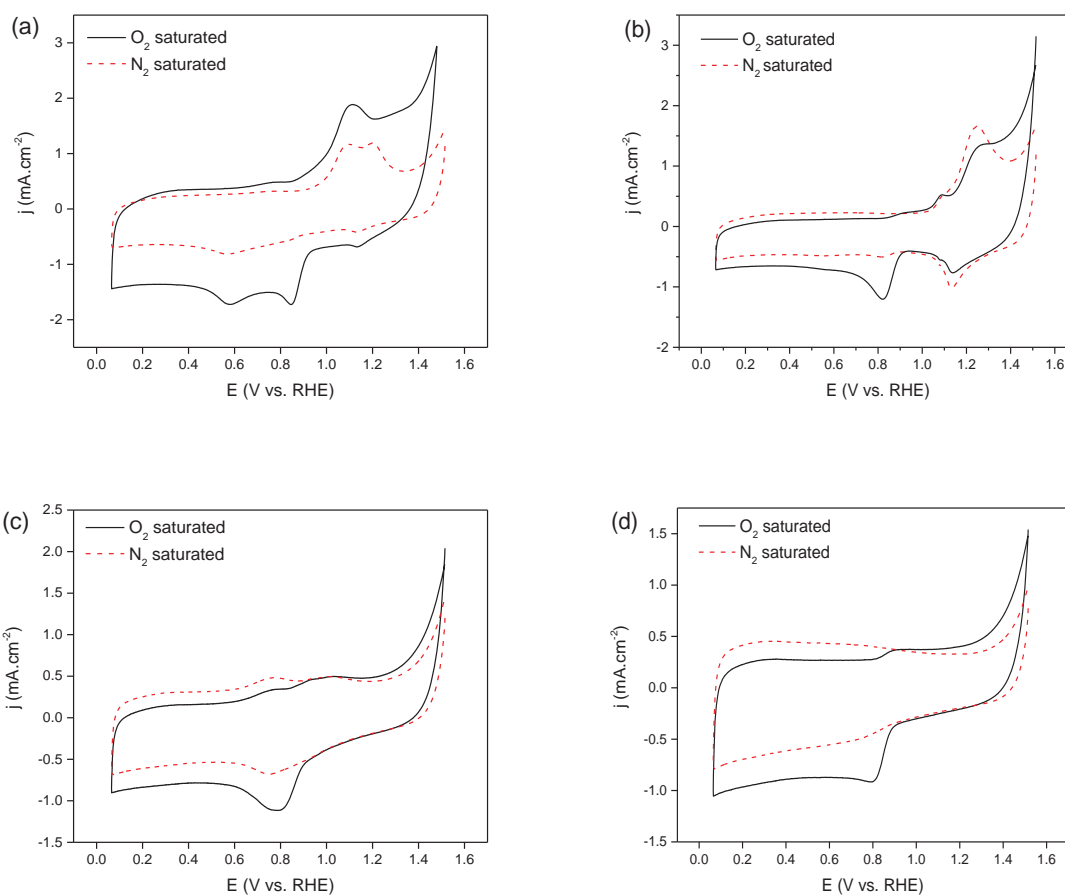 (a)
O₂ saturated
N₂ saturated
j (mA.cm⁻²)
3
2
1
0
-1
-2
0.0 0.2 0.4 0.6 0.8 1.0 1.2 1.4 1.6
E (V vs. RHE)
(b)
O₂ saturated
N₂ saturated
j (mA.cm⁻²)
3
2
1
0
-1
-2
0.0 0.2 0.4 0.6 0.8 1.0 1.2 1.4 1.6
E (V vs. RHE)
(c)
O₂ saturated
N₂ saturated
j (mA.cm⁻²)
2.5
2.0
1.5
1.0
0.5
0.0
-0.5
-1.0
-1.5
0.0 0.2 0.4 0.6 0.8 1.0 1.2 1.4 1.6
E (V vs. RHE)
(d)
O₂ saturated
N₂ saturated
j (mA.cm⁻²)
1.5
1.0
0.5
0.0
-0.5
-1.0
-1.5
0.0 0.2 0.4 0.6 0.8 1.0 1.2 1.4 1.6
E (V vs. RHE)